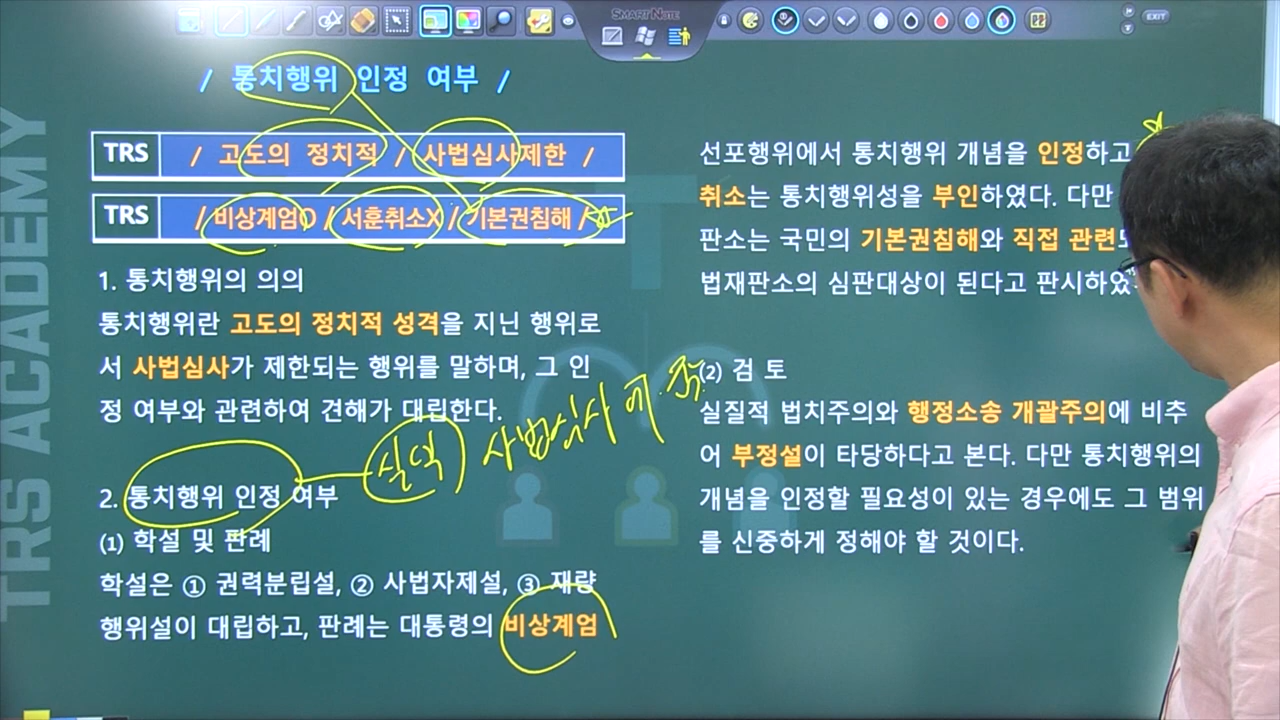 SMARTNOTE
EXIT
TRS ACADEMY
/ 통치행위 인정 여부 /
TRS / 고도의 정치적 / 사법심사제한 /
TRS / 비상계엄O / 서훈취소X / 기본권침해 /
1. 통치행위의 의의
통치행위란 고도의 정치적 성격을 지닌 행위로
서 사법심사가 제한되는 행위를 말하며, 그 인
정 여부와 관련하여 견해가 대립한다.
사법심사
2. 통치행위 인정 여부
(1) 학설 및 판례
학설은 ① 권력분립설, ② 사법자제설, ③ 재량
행위설이 대립하고, 판례는 대통령의 비상계엄
선포행위에서 통치행위 개념을 인정하고
취소는 통치행위성을 부인하였다. 다만
판소는 국민의 기본권침해와 직접 관련
법재판소의 심판대상이 된다고 판시하였
(2) 검 토
실질적 법치주의와 행정소송 개괄주의에 비추
어 부정설이 타당하다고 본다. 다만 통치행위의
개념을 인정할 필요성이 있는 경우에도 그 범위
를 신중하게 정해야 할 것이다.